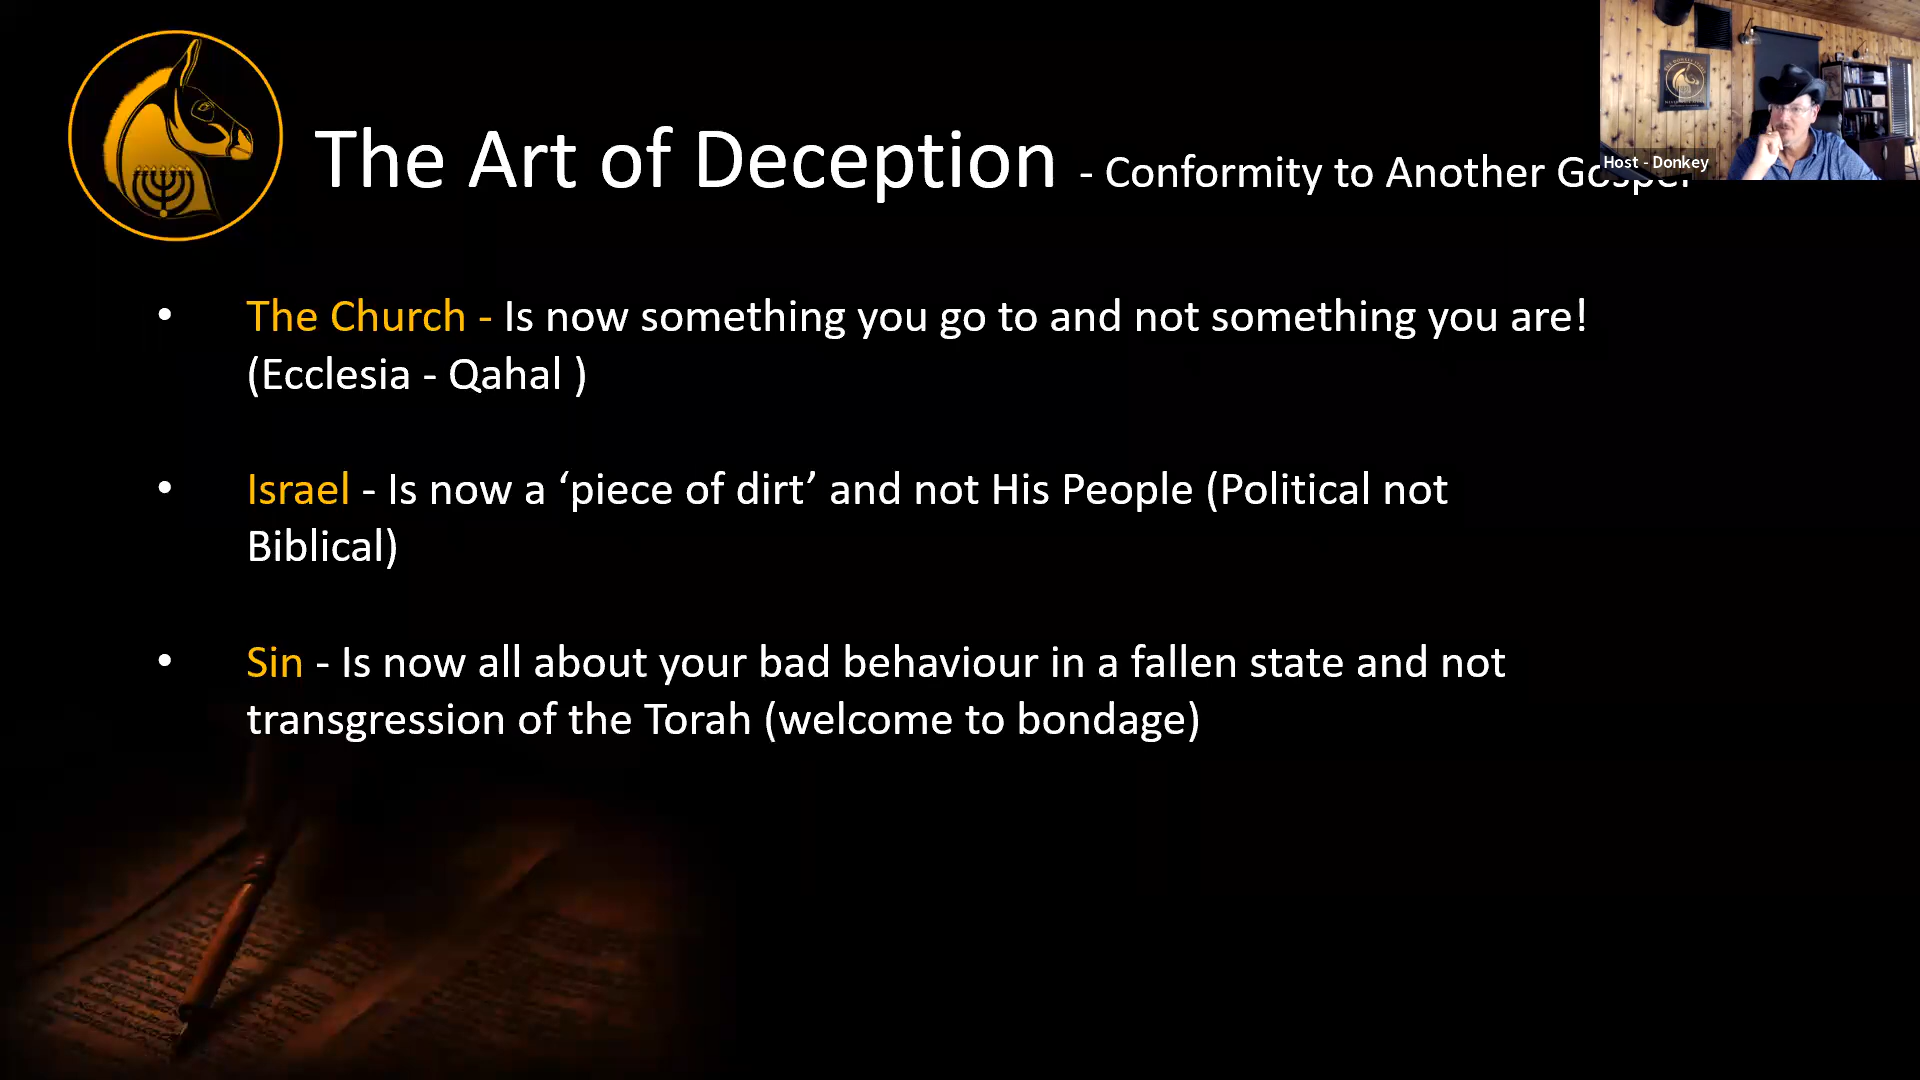 The Art of Deception - Conformity to Another Gospel
Host - Donkey
• The Church - Is now something you go to and not something you are!
(Ecclesia - Qahal )
• Israel - Is now a ‘piece of dirt’ and not His People (Political not
Biblical)
• Sin - Is now all about your bad behaviour in a fallen state and not
transgression of the Torah (welcome to bondage)